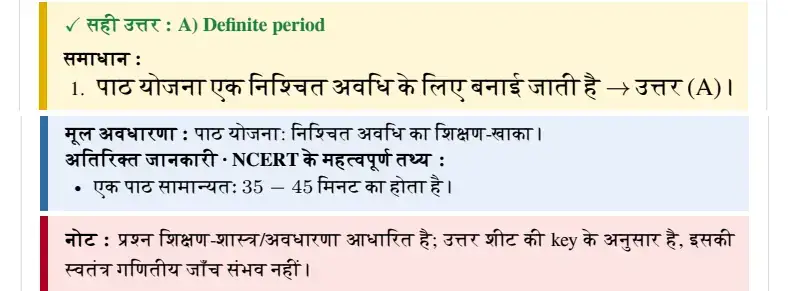 ✓ सही उत्तर : A) Definite period
समाधान :
1. पाठ योजना एक निश्चित अवधि के लिए बनाई जाती है → उत्तर (A)।
मूल अवधारणा : पाठ योजना: निश्चित अवधि का शिक्षण-खाका।
अतिरिक्त जानकारी · NCERT के महत्वपूर्ण तथ्य :
• एक पाठ सामान्यतः 35 – 45 मिनट का होता है।
नोट : प्रश्न शिक्षण-शास्त्र/अवधारणा आधारित है; उत्तर शीट की key के अनुसार है, इसकी
स्वतंत्र गणितीय जाँच संभव नहीं।